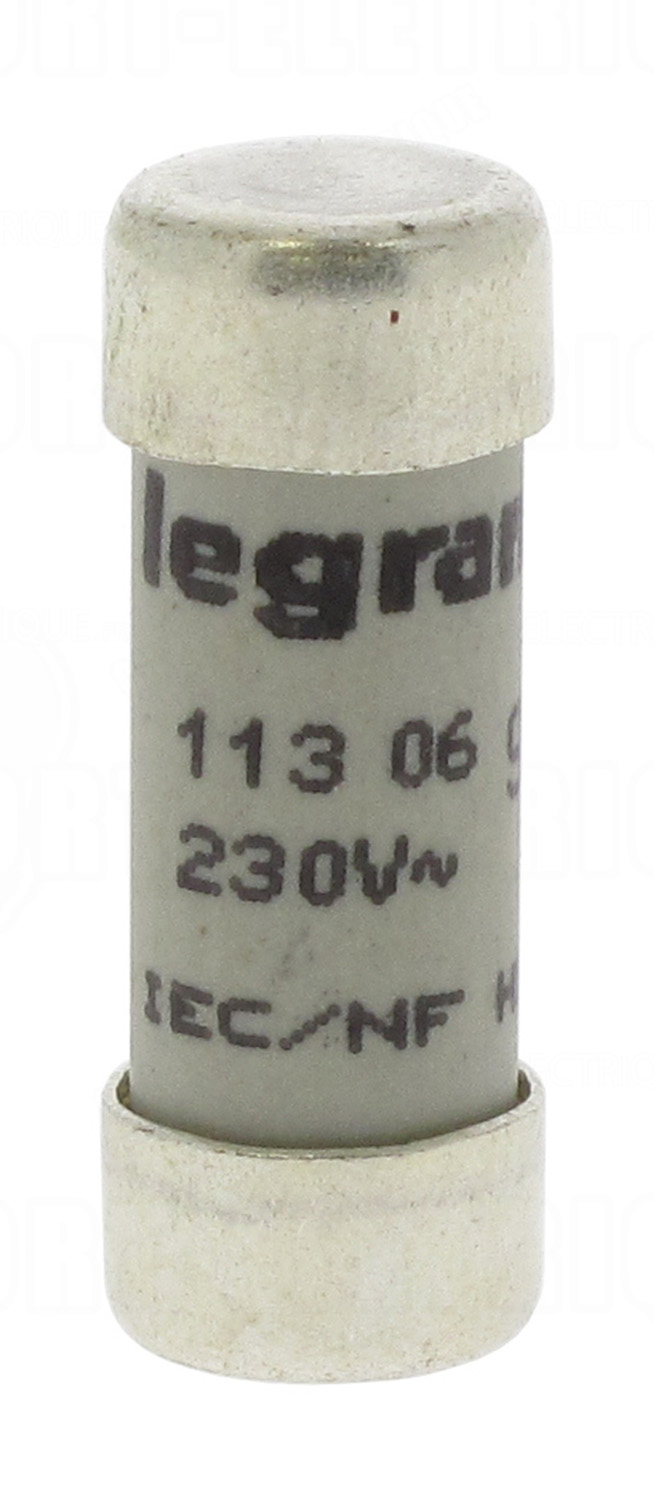 legran
113 06 g
230V~
IEC/NF H